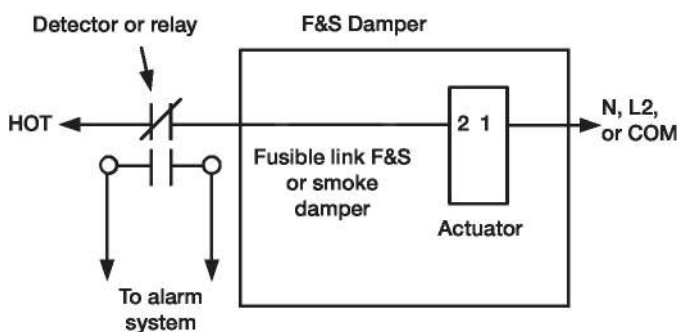 Detector or relay
F&S Damper
HOT
2 1
N, L2,
or COM
Fusible link F&S
or smoke
damper
Actuator
To alarm
system